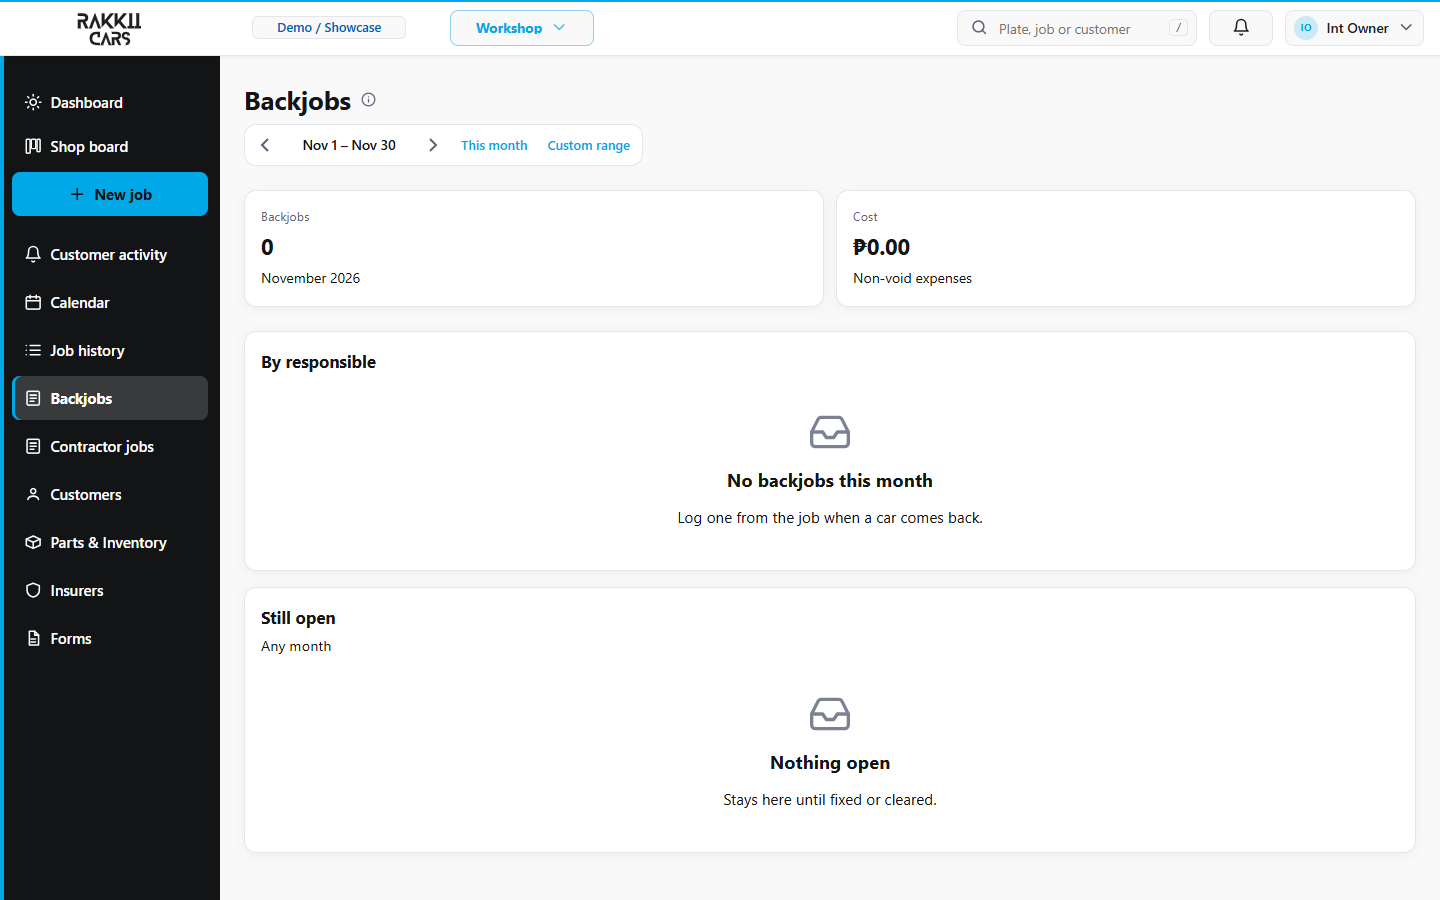 RAKKII
CARS
Demo / Showcase
Workshop
Plate, job or customer
/
IO
Int Owner
Dashboard
Shop board
+ New job
Customer activity
Calendar
Job history
Backjobs
Contractor jobs
Customers
Parts & Inventory
Insurers
Forms
Backjobs
Nov 1 – Nov 30
This month
Custom range
Backjobs
0
November 2026
Cost
₱0.00
Non-void expenses
By responsible
No backjobs this month
Log one from the job when a car comes back.
Still open
Any month
Nothing open
Stays here until fixed or cleared.